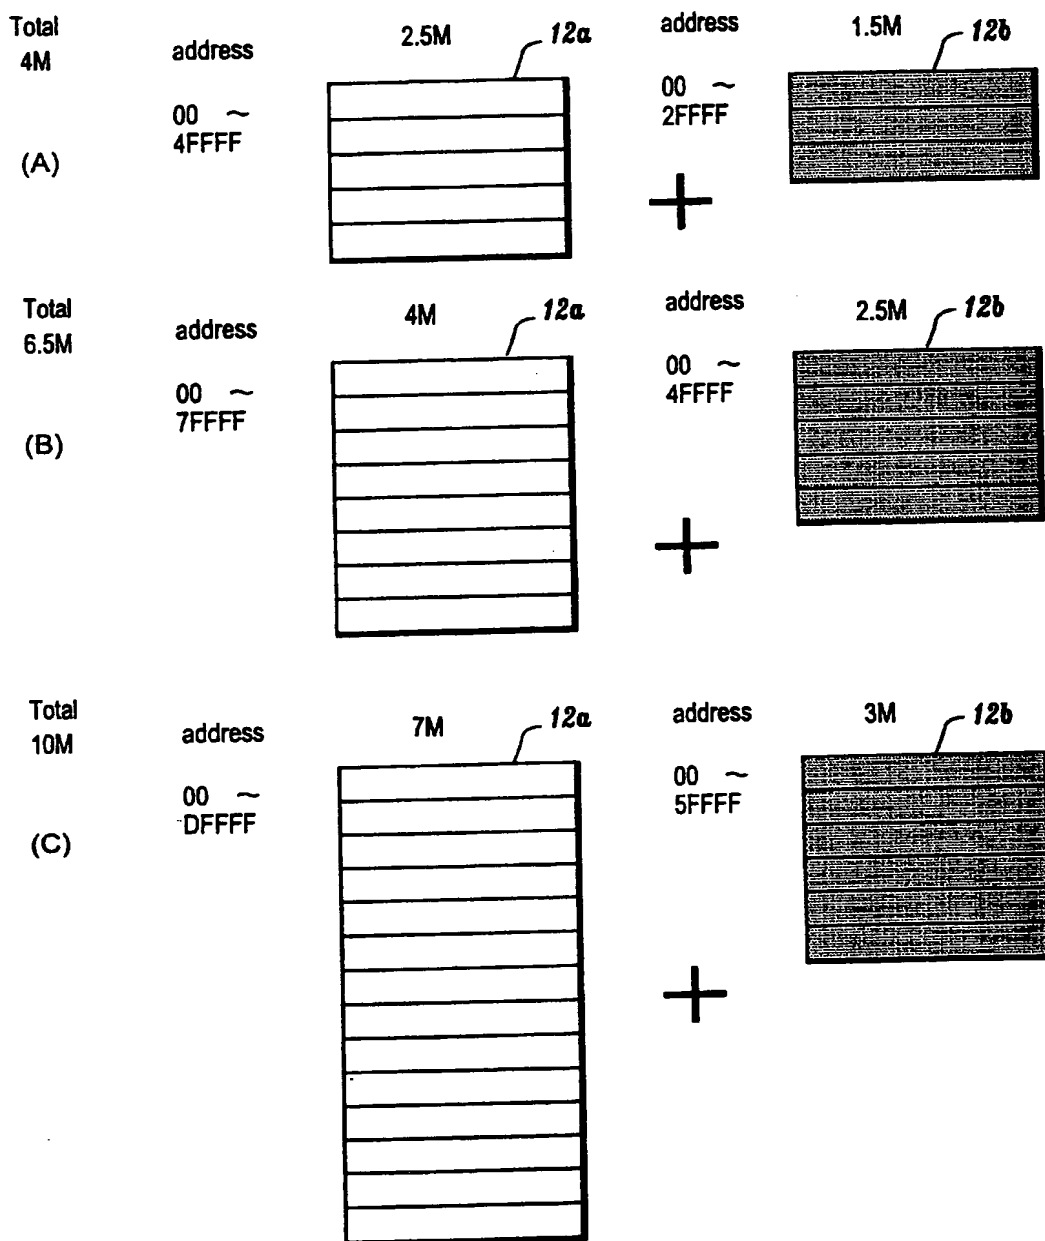 Total
4M
address
2.5M
12a
address
1.5M
12b
00 ~
4FFFF
00 ~
2FFFF
(A)
+
Total
6.5M
address
4M
12a
address
2.5M
12b
00 ~
7FFFF
00 ~
4FFFF
(B)
+
Total
10M
address
7M
12a
address
3M
12b
00 ~
DFFFF
00 ~
5FFFF
(C)
+